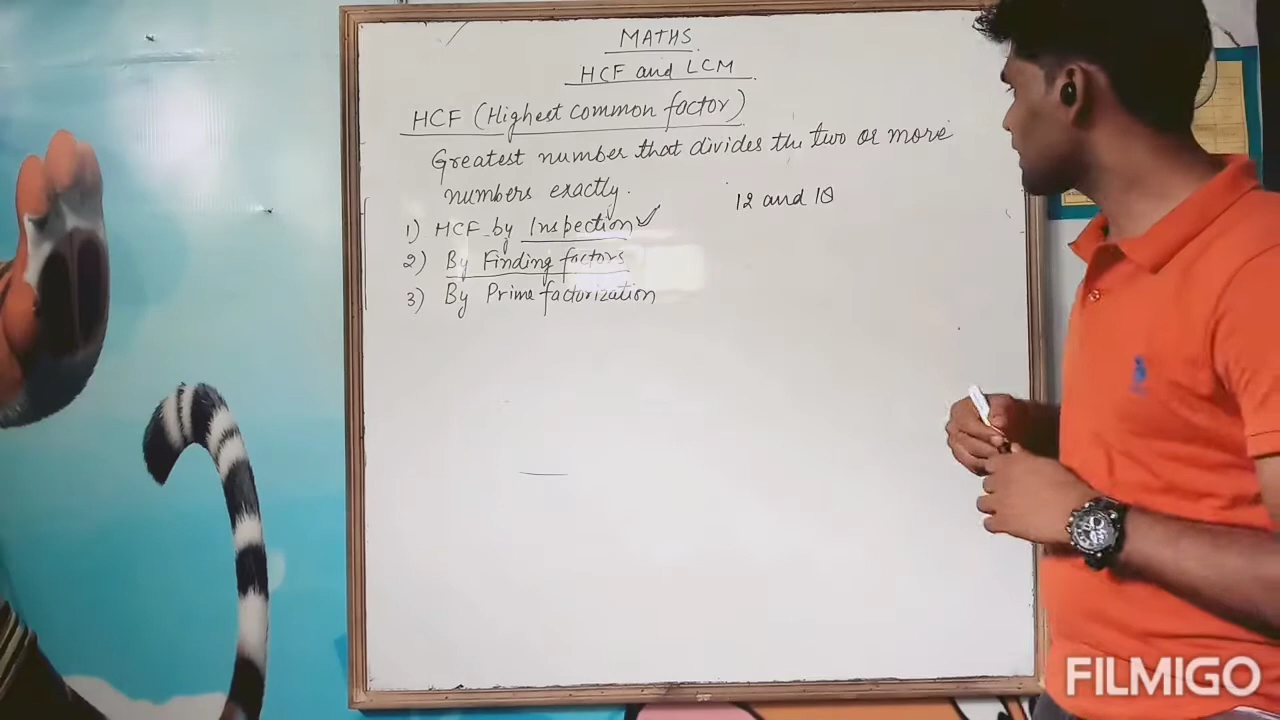 MATHS
HCF and LCM
HCF (Highest common factor)
Greatest number that divides the two or more
numbers exactly.
12 and 18
1) HCF by Inspection ✓
2) By Finding factors
3) By Prime factorization
FILMIGO